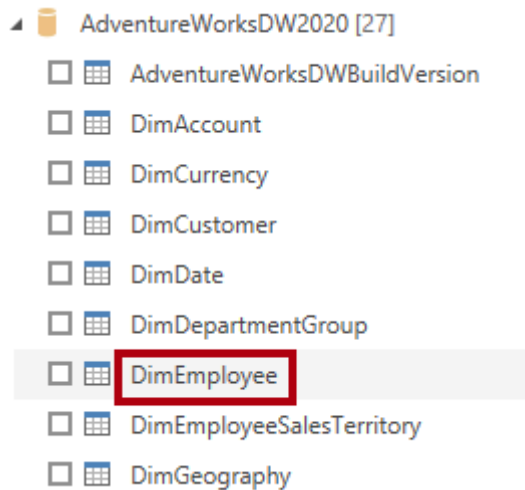 AdventureWorksDW2020 [27]
AdventureWorksDWBuildVersion
DimAccount
DimCurrency
DimCustomer
DimDate
DimDepartmentGroup
DimEmployee
DimEmployeeSalesTerritory
DimGeography